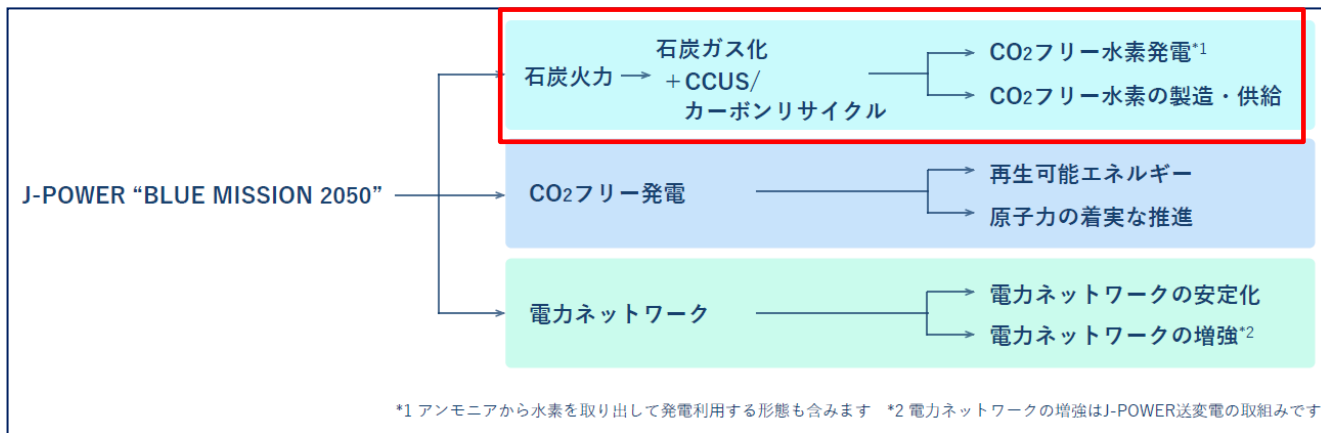 J-POWER “BLUE MISSION 2050”
石炭火力
石炭ガス化
+CCUS/
カーボンリサイクル
CO2フリー水素発電*1
CO2フリー水素の製造・供給
CO2フリー発電
再生可能エネルギー
原子力の着実な推進
電力ネットワーク
電力ネットワークの安定化
電力ネットワークの増強*2
*1 アンモニアから水素を取り出して発電利用する形態も含みます　*2 電力ネットワークの増強はJ-POWER送変電の取組みです